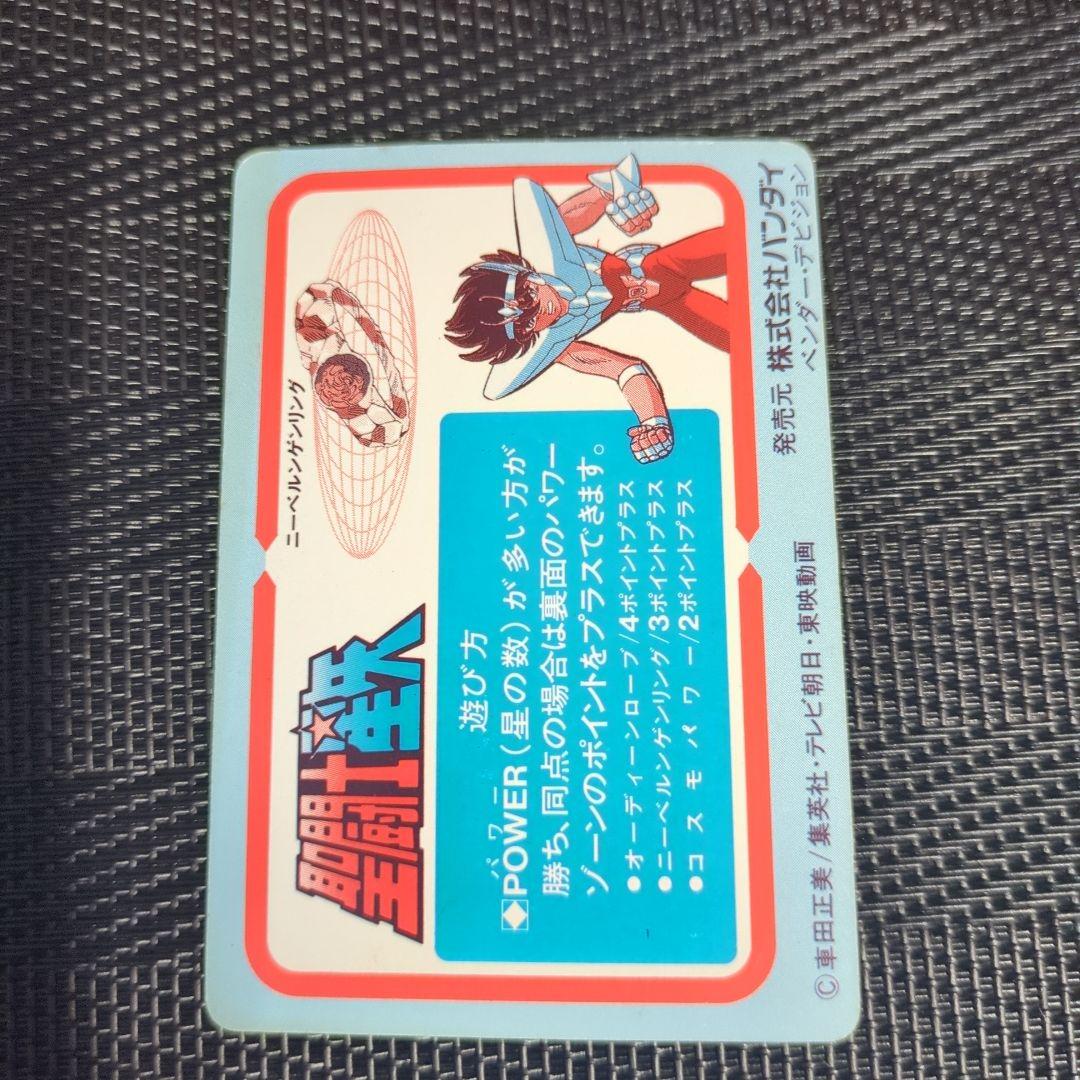 聖闘士星矢
ニーベルンゲンリング
遊び方
パワー
◆POWER(星の数)が多い方が
勝ち、同点の場合は裏面のパワー
ゾーンのポイントをプラスできます。
●オーディーンローブ/4ポイントプラス
●ニーベルンゲンリング/3ポイントプラス
●コスモパワー/2ポイントプラス
©車田正美/集英社・テレビ朝日・東映動画
発売元 株式会社バンダイ
ベンダー・デビジョン